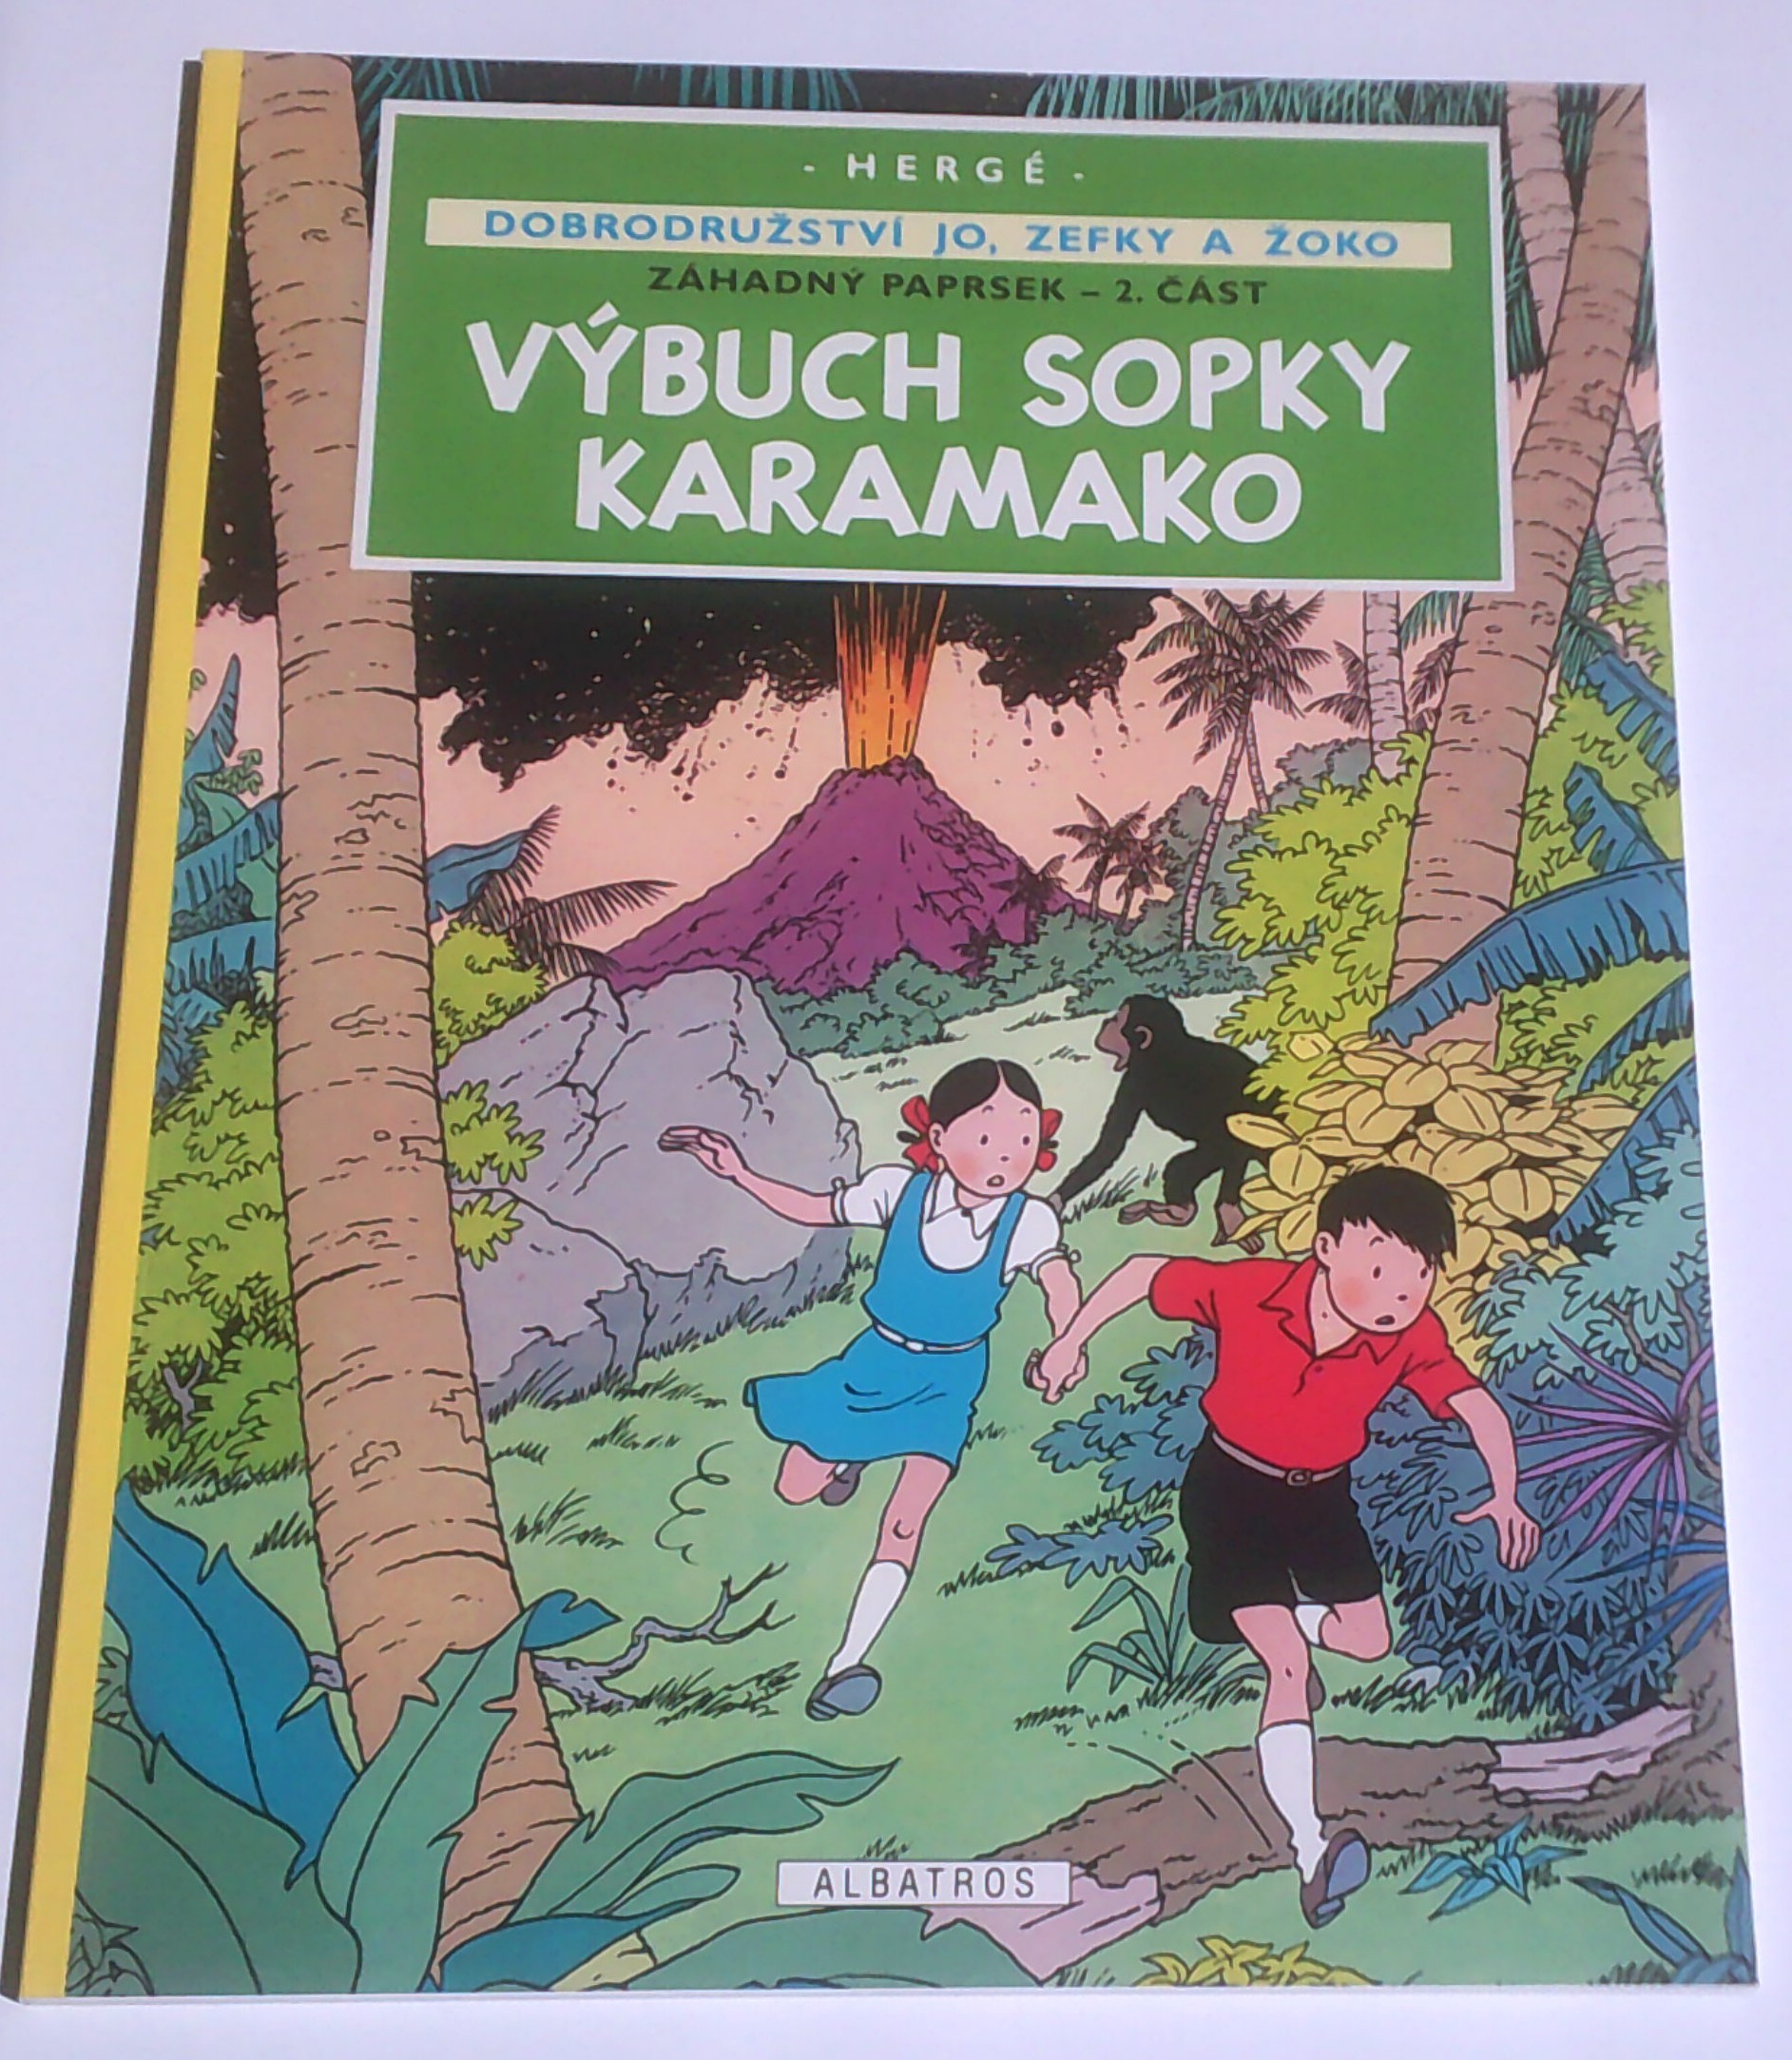 - HERGÉ -
DOBRODRUŽSTVÍ JO, ZEFKY A ŽOKO
ZÁHADNÝ PAPRSEK – 2. ČÁST
VÝBUCH SOPKY
KARAMAKO
ALBATROS